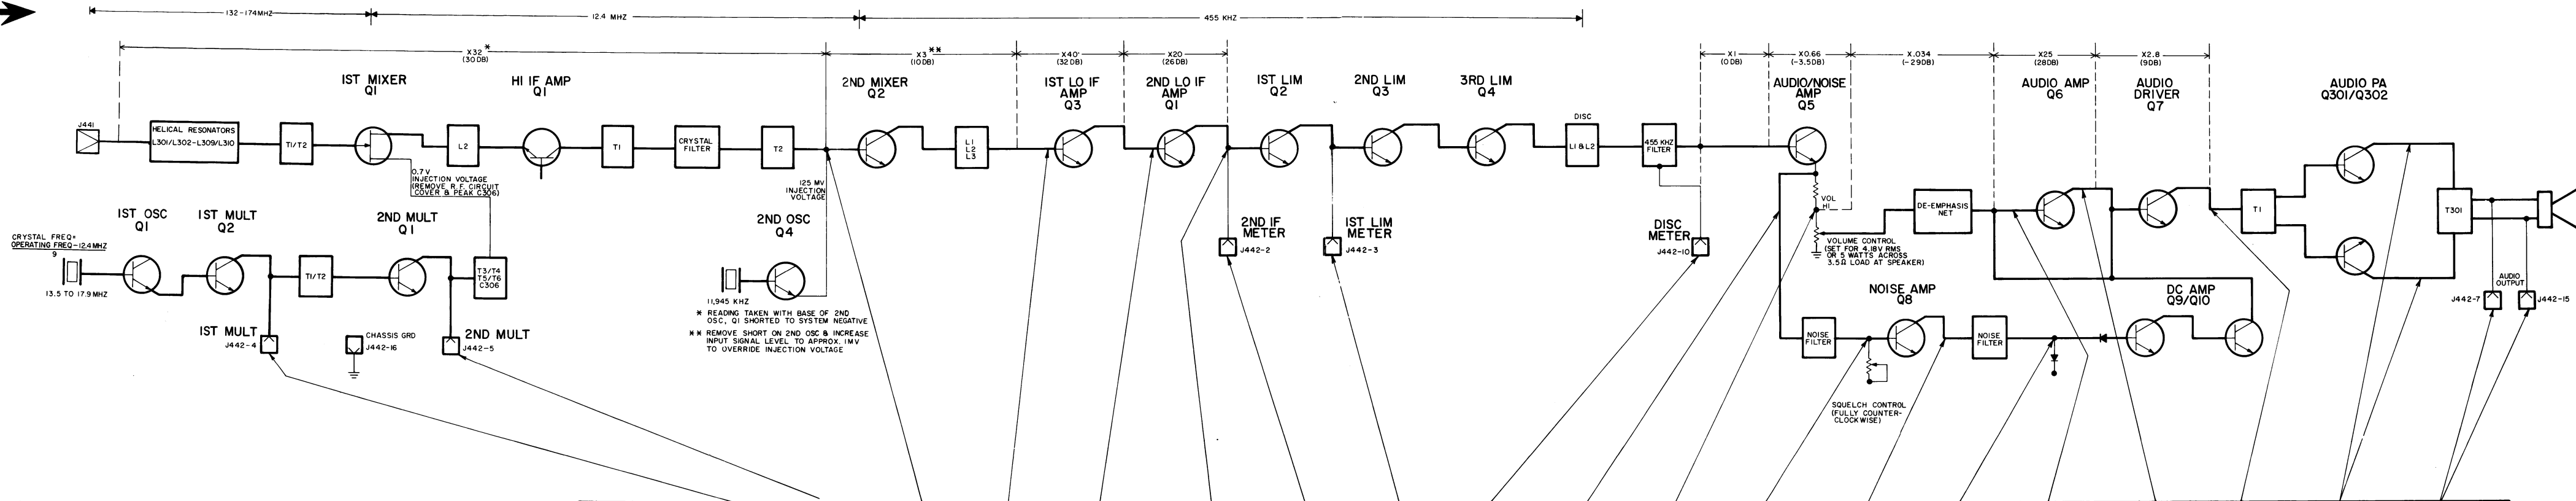 132-174MHZ
12.4 MHZ
455 KHZ
X32 *
(30DB)
X3 **
(10DB)
X40
(32DB)
X20
(26DB)
X1
(0DB)
X0.66
(-3.5DB)
X.034
(-29DB)
X25
(28DB)
X2.8
(9DB)
1ST MIXER
Q1
HI IF AMP
Q1
2ND MIXER
Q2
1ST LO IF
AMP
Q3
2ND LO IF
AMP
Q1
1ST LIM
Q2
2ND LIM
Q3
3RD LIM
Q4
AUDIO/NOISE
AMP
Q5
AUDIO AMP
Q6
AUDIO
DRIVER
Q7
AUDIO PA
Q301/Q302
J441
HELICAL RESONATORS
L301/L302-L309/L310
T1/T2
L2
T1
CRYSTAL
FILTER
T2
L1
L2
L3
DISC
L1&L2
455 KHZ
FILTER
0.7V
INJECTION VOLTAGE
(REMOVE R.F. CIRCUIT
COVER & PEAK C306)
125 MV
INJECTION
VOLTAGE
VOL
HI
DE-EMPHASIS
NET
T1
T301
VOLUME CONTROL
(SET FOR 4.18V RMS
OR 5 WATTS ACROSS
3.5Ω LOAD AT SPEAKER)
1ST OSC
Q1
1ST MULT
Q2
2ND MULT
Q1
2ND OSC
Q4
2ND IF
METER
J442-2
1ST LIM
METER
J442-3
DISC
METER
J442-10
CRYSTAL FREQ=
OPERATING FREQ-12.4MHZ
9
13.5 TO 17.9 MHZ
T1/T2
T3/T4
T5/T6
C306
11,945 KHZ
* READING TAKEN WITH BASE OF 2ND
OSC, Q1 SHORTED TO SYSTEM NEGATIVE
** REMOVE SHORT ON 2ND OSC & INCREASE
INPUT SIGNAL LEVEL TO APPROX. 1MV
TO OVERRIDE INJECTION VOLTAGE
1ST MULT
J442-4
CHASSIS GRD
J442-16
2ND MULT
J442-5
NOISE AMP
Q8
DC AMP
Q9/Q10
NOISE
FILTER
NOISE
FILTER
SQUELCH CONTROL
(FULLY COUNTER-
CLOCKWISE)
AUDIO
OUTPUT
J442-7
J442-15